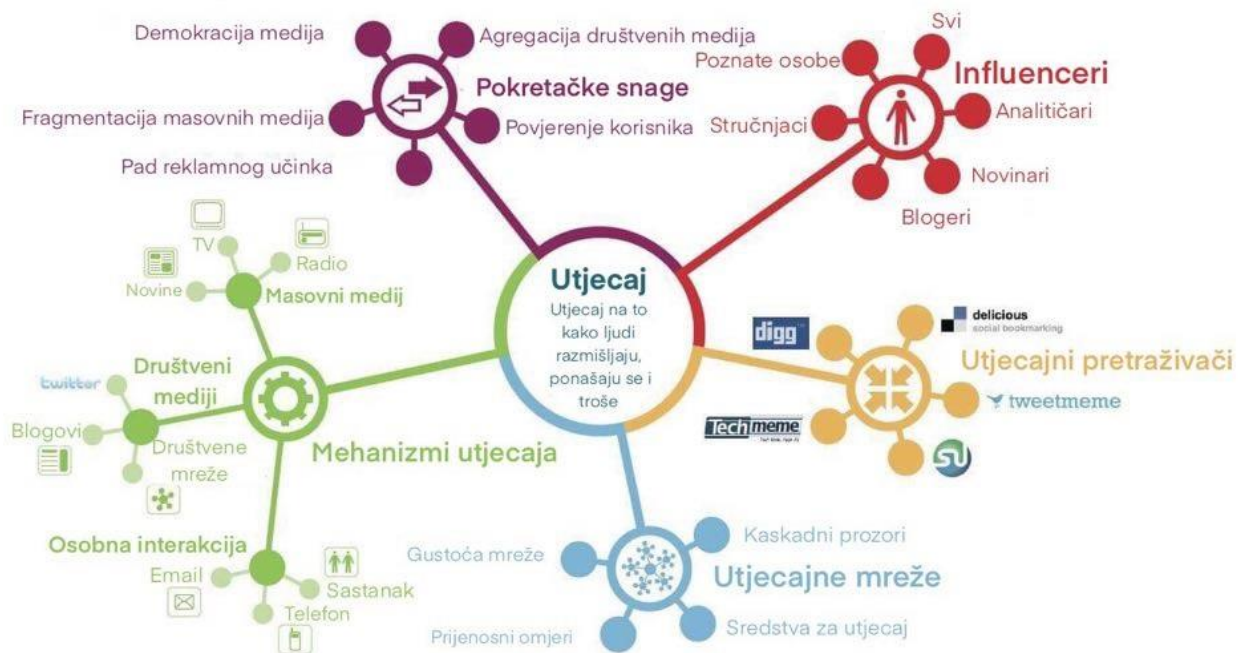 Demokracija medija
Agregacija društvenih medija
Pokretačke snage
Fragmentacija masovnih medija
Povjerenje korisnika
Pad reklamnog učinka
Svi
Poznate osobe
Influenceri
Stručnjaci
Analitičari
Novinari
Blogeri
TV
Radio
Novine
Masovni medij
Utjecaj
Utjecaj na to
kako ljudi
razmišljaju,
ponašaju se i
troše
digg
delicious
social bookmarking
Utjecajni pretraživači
tweetmeme
Techmeme
SU
twitter
Društveni
mediji
Blogovi
Društvene
mreže
Mehanizmi utjecaja
Osobna interakcija
Email
Sastanak
Telefon
Gustoća mreže
Kaskadni prozori
Utjecajne mreže
Prijenosni omjeri
Sredstva za utjecaj